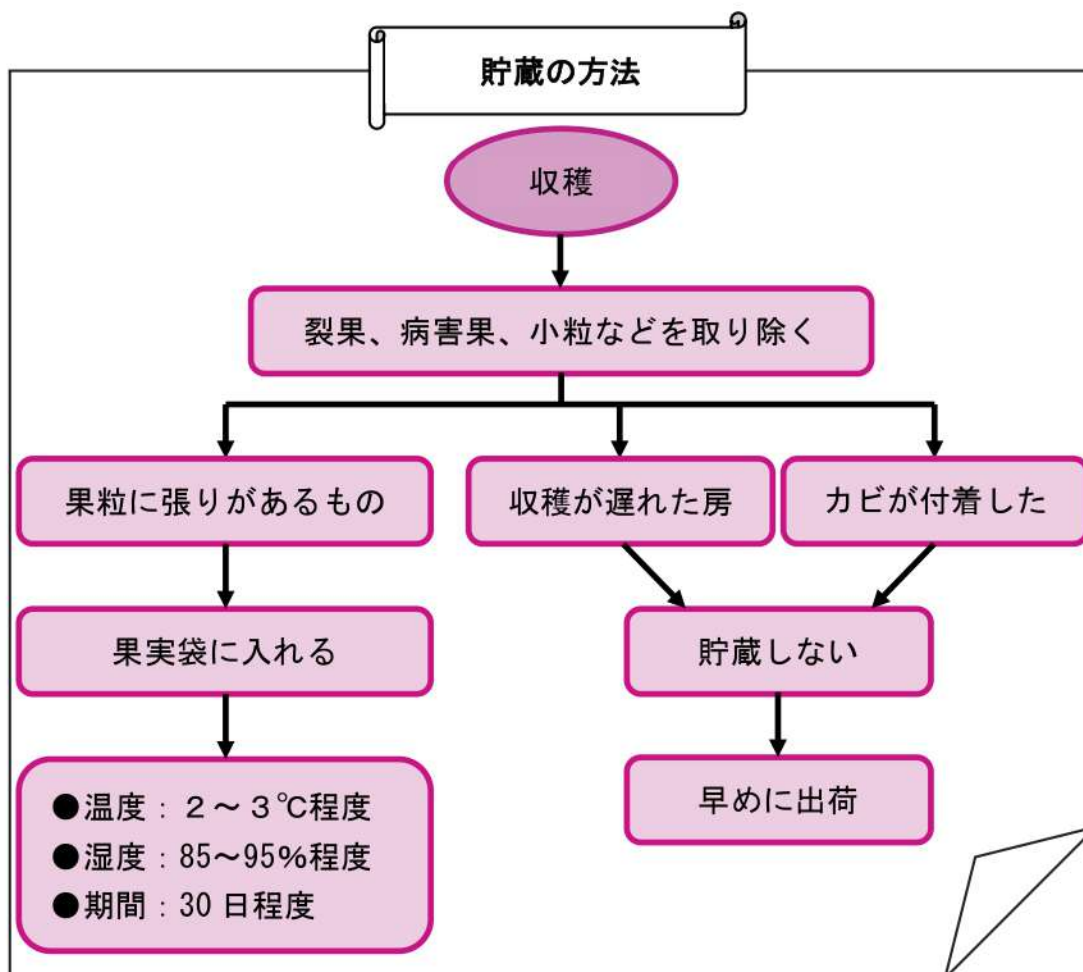 貯蔵の方法
収穫
裂果、病害果、小粒などを取り除く
果粒に張りがあるもの
収穫が遅れた房
カビが付着した
果実袋に入れる
貯蔵しない
●温度：２～３℃程度
●湿度：85～95%程度
●期間：30日程度
早めに出荷